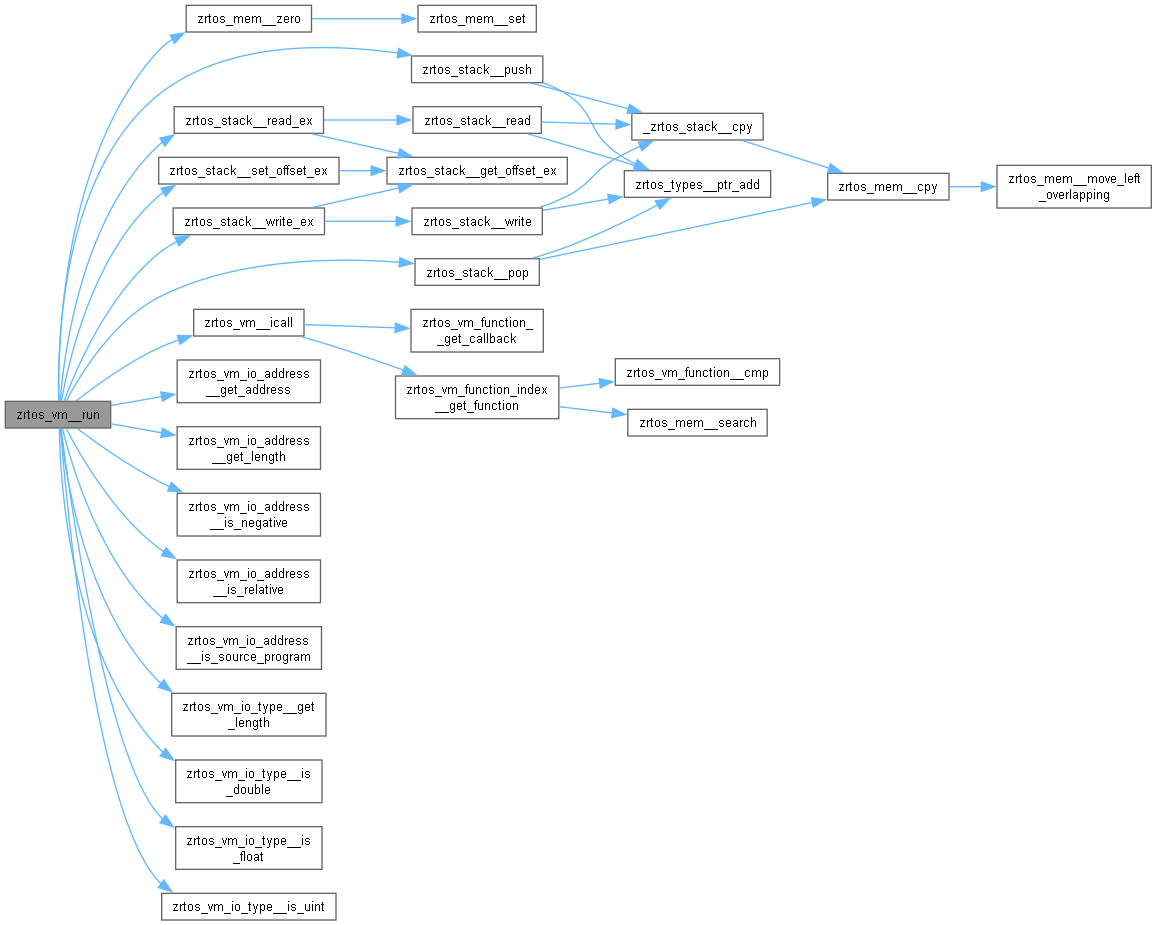 zrtos_mem__zero
zrtos_mem__set
zrtos_stack__push
zrtos_stack__read_ex
zrtos_stack__read
_zrtos_stack__cpy
zrtos_stack__set_offset_ex
zrtos_stack__get_offset_ex
zrtos_types__ptr_add
zrtos_mem__cpy
zrtos_mem__move_left
_overlapping
zrtos_stack__write_ex
zrtos_stack__write
zrtos_stack__pop
zrtos_vm__icall
zrtos_vm_function_
_get_callback
zrtos_vm_io_address
__get_address
zrtos_vm_function_index
__get_function
zrtos_vm_function__cmp
zrtos_mem__search
zrtos_vm__run
zrtos_vm_io_address
__get_length
zrtos_vm_io_address
__is_negative
zrtos_vm_io_address
__is_relative
zrtos_vm_io_address
__is_source_program
zrtos_vm_io_type__get
_length
zrtos_vm_io_type__is
_double
zrtos_vm_io_type__is
_float
zrtos_vm_io_type__is_uint